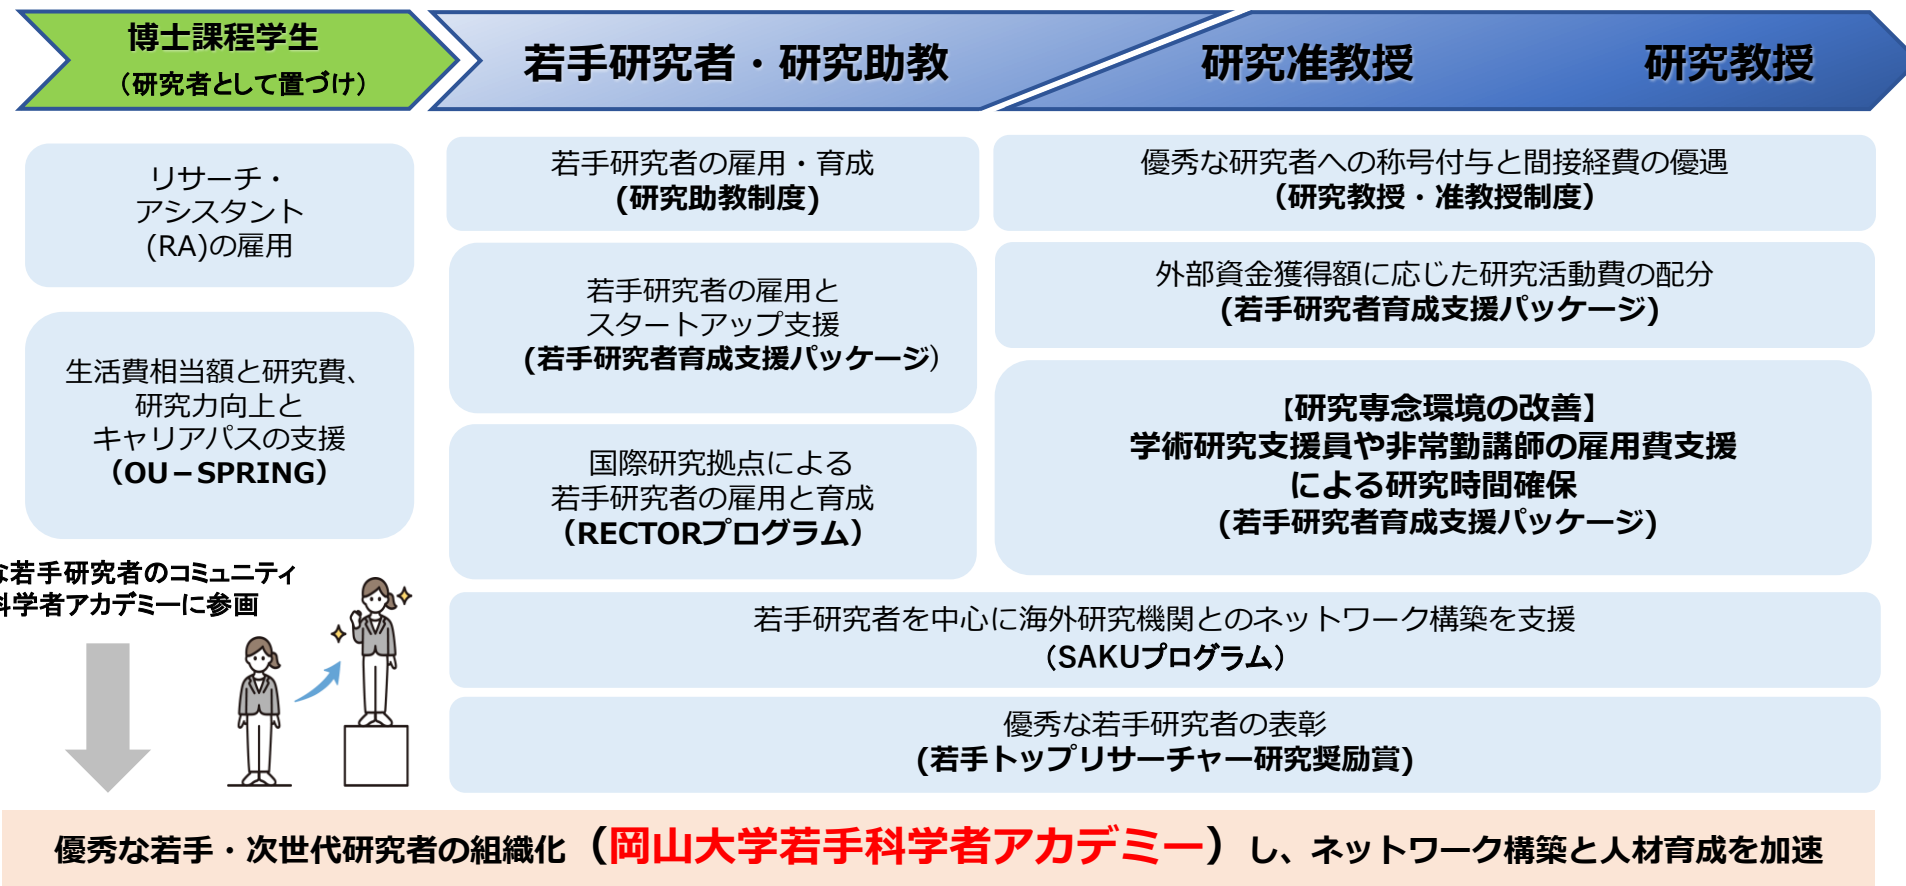 博士課程学生
（研究者として置づけ）
若手研究者・研究助教
研究准教授
研究教授
リサーチ・
アシスタント
(RA)の雇用
生活費相当額と研究費、
研究力向上と
キャリアパスの支援
（OU－SPRING）
若手研究者の雇用・育成
(研究助教制度)
若手研究者の雇用と
スタートアップ支援
(若手研究者育成支援パッケージ）
国際研究拠点による
若手研究者の雇用と育成
（RECTORプログラム）
優秀な研究者への称号付与と間接経費の優遇
（研究教授・准教授制度）
外部資金獲得額に応じた研究活動費の配分
(若手研究者育成支援パッケージ)
【研究専念環境の改善】
学術研究支援員や非常勤講師の雇用費支援
による研究時間確保
(若手研究者育成支援パッケージ)
な若手研究者のコミュニティ
科学者アカデミーに参画
若手研究者を中心に海外研究機関とのネットワーク構築を支援
（SAKUプログラム）
優秀な若手研究者の表彰
(若手トップリサーチャー研究奨励賞)
優秀な若手・次世代研究者の組織化（岡山大学若手科学者アカデミー）し、ネットワーク構築と人材育成を加速